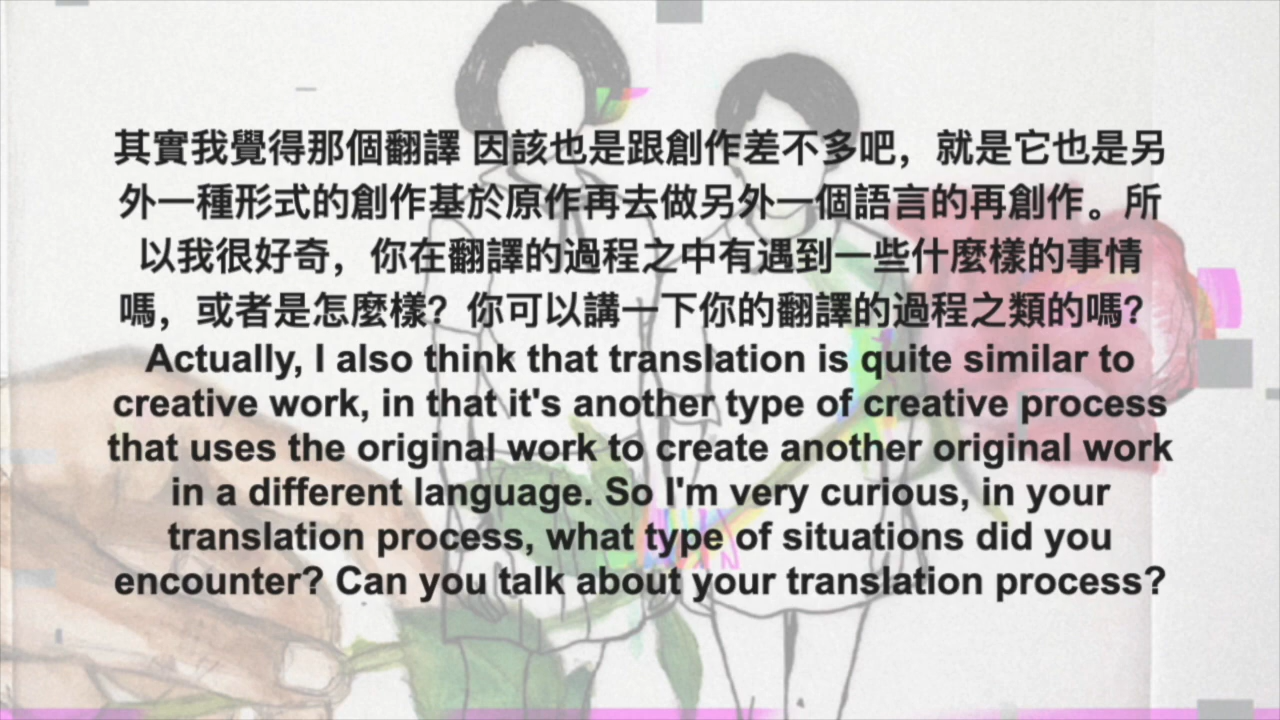 其實我覺得那個翻譯 因該也是跟創作差不多吧，就是它也是另
外一種形式的創作基於原作再去做另外一個語言的再創作。所
以我很好奇，你在翻譯的過程之中有遇到一些什麼樣的事情
嗎，或者是怎麼樣？你可以講一下你的翻譯的過程之類的嗎？
Actually, I also think that translation is quite similar to
creative work, in that it's another type of creative process
that uses the original work to create another original work
in a different language. So I'm very curious, in your
translation process, what type of situations did you
encounter? Can you talk about your translation process?